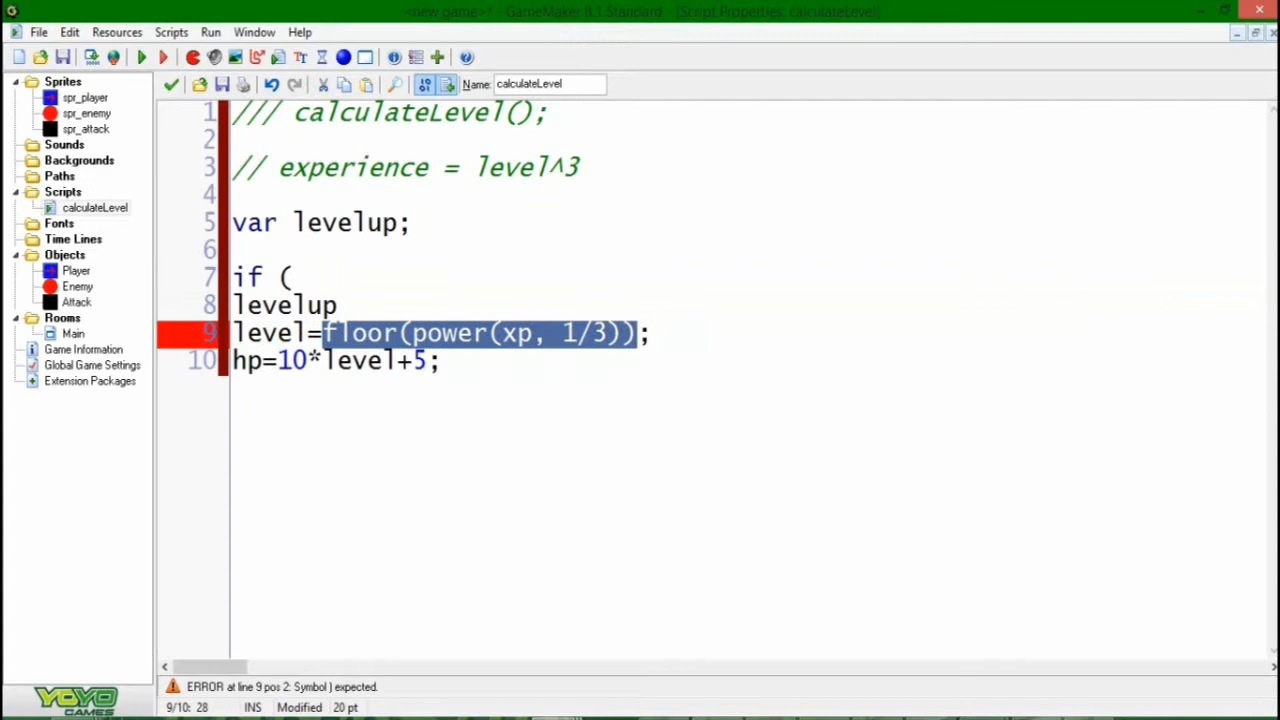 <new game>* - GameMaker 8.1 Standard - [Script Properties: calculateLevel]
File Edit Resources Scripts Run Window Help
Name: calculateLevel
Sprites
spr_player
spr_enemy
spr_attack
Sounds
Backgrounds
Paths
Scripts
calculateLevel
Fonts
Time Lines
Objects
Player
Enemy
Attack
Rooms
Main
Game Information
Global Game Settings
Extension Packages
1 /// calculateLevel();
2
3 // experience = level^3
4
5 var levelup;
6
7 if (
8 levelup
9 level=floor(power(xp, 1/3));
10 hp=10*level+5;
ERROR at line 9 pos 2: Symbol ) expected.
9/10: 28 INS Modified 20 pt
YOYO
GAMES